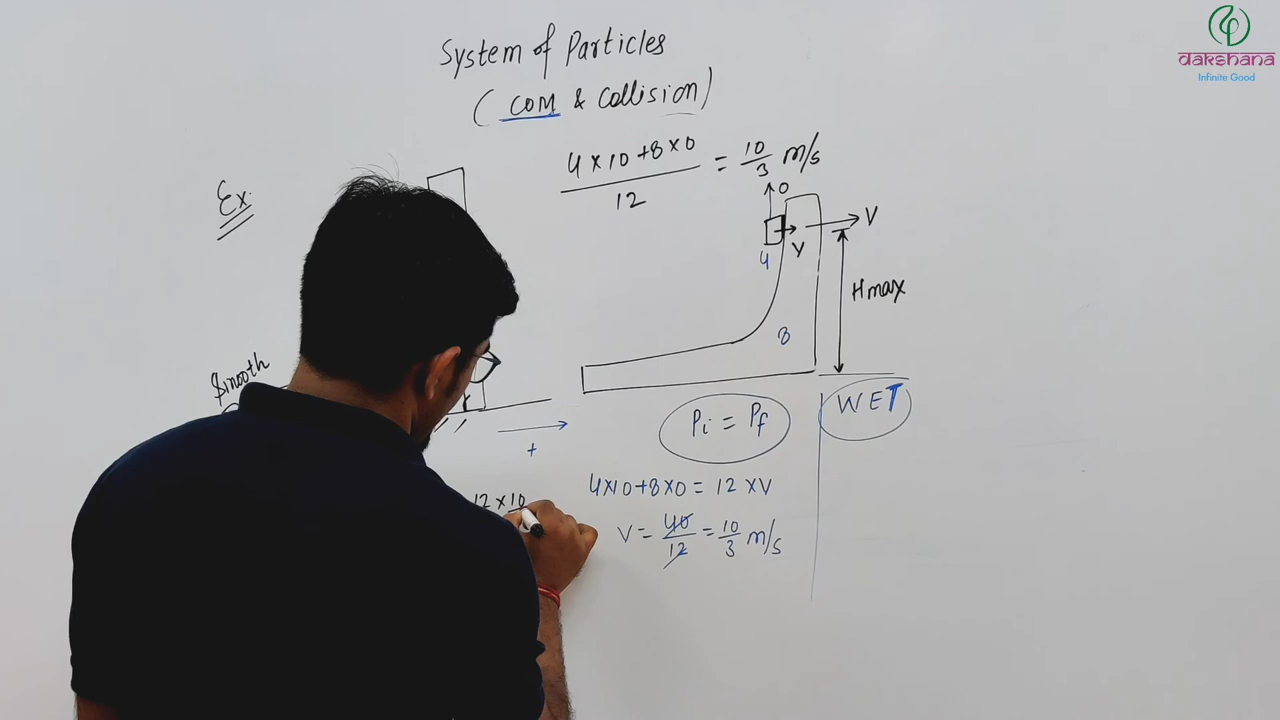 dakshana
Infinite Good
System of Particles
(COM & Collision)
Ex.
4 × 10 + 8 × 0 / 12 = 10/3 m/s
0
V
V
4
Hmax
8
Smooth
+
Pi = Pf
WET
12 × 10
4×10+8×0 = 12 × V
V = 40/12 = 10/3 m/s